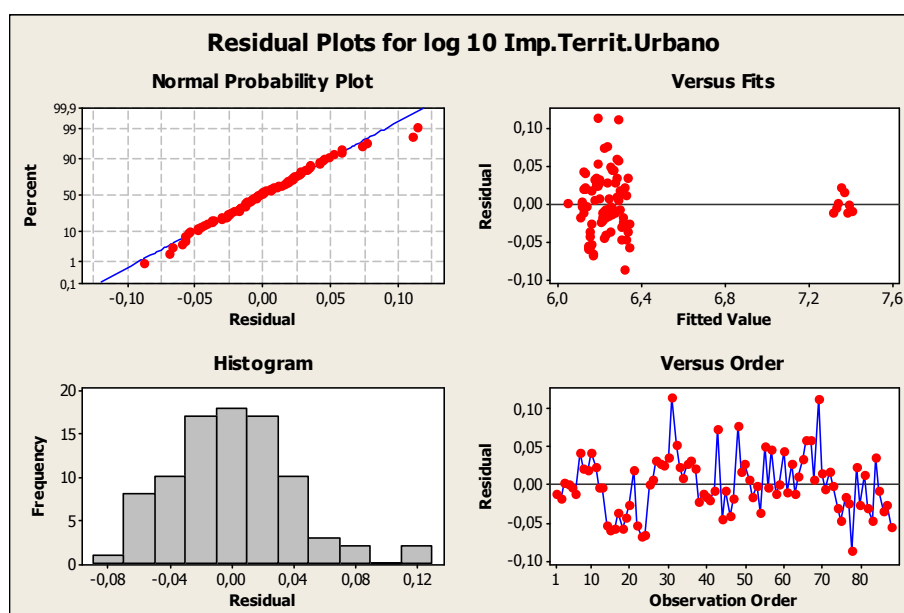 Residual Plots for log 10 Imp.Territ.Urbano
Normal Probability Plot
Percent
99,9
99
90
50
10
1
0,1
-0,10 -0,05 0,00 0,05 0,10
Residual
Versus Fits
Residual
0,10
0,05
0,00
-0,05
-0,10
6,0 6,4 6,8 7,2 7,6
Fitted Value
Histogram
Frequency
20
15
10
5
0
-0,08 -0,04 0,00 0,04 0,08 0,12
Residual
Versus Order
Residual
0,10
0,05
0,00
-0,05
-0,10
1 10 20 30 40 50 60 70 80
Observation Order